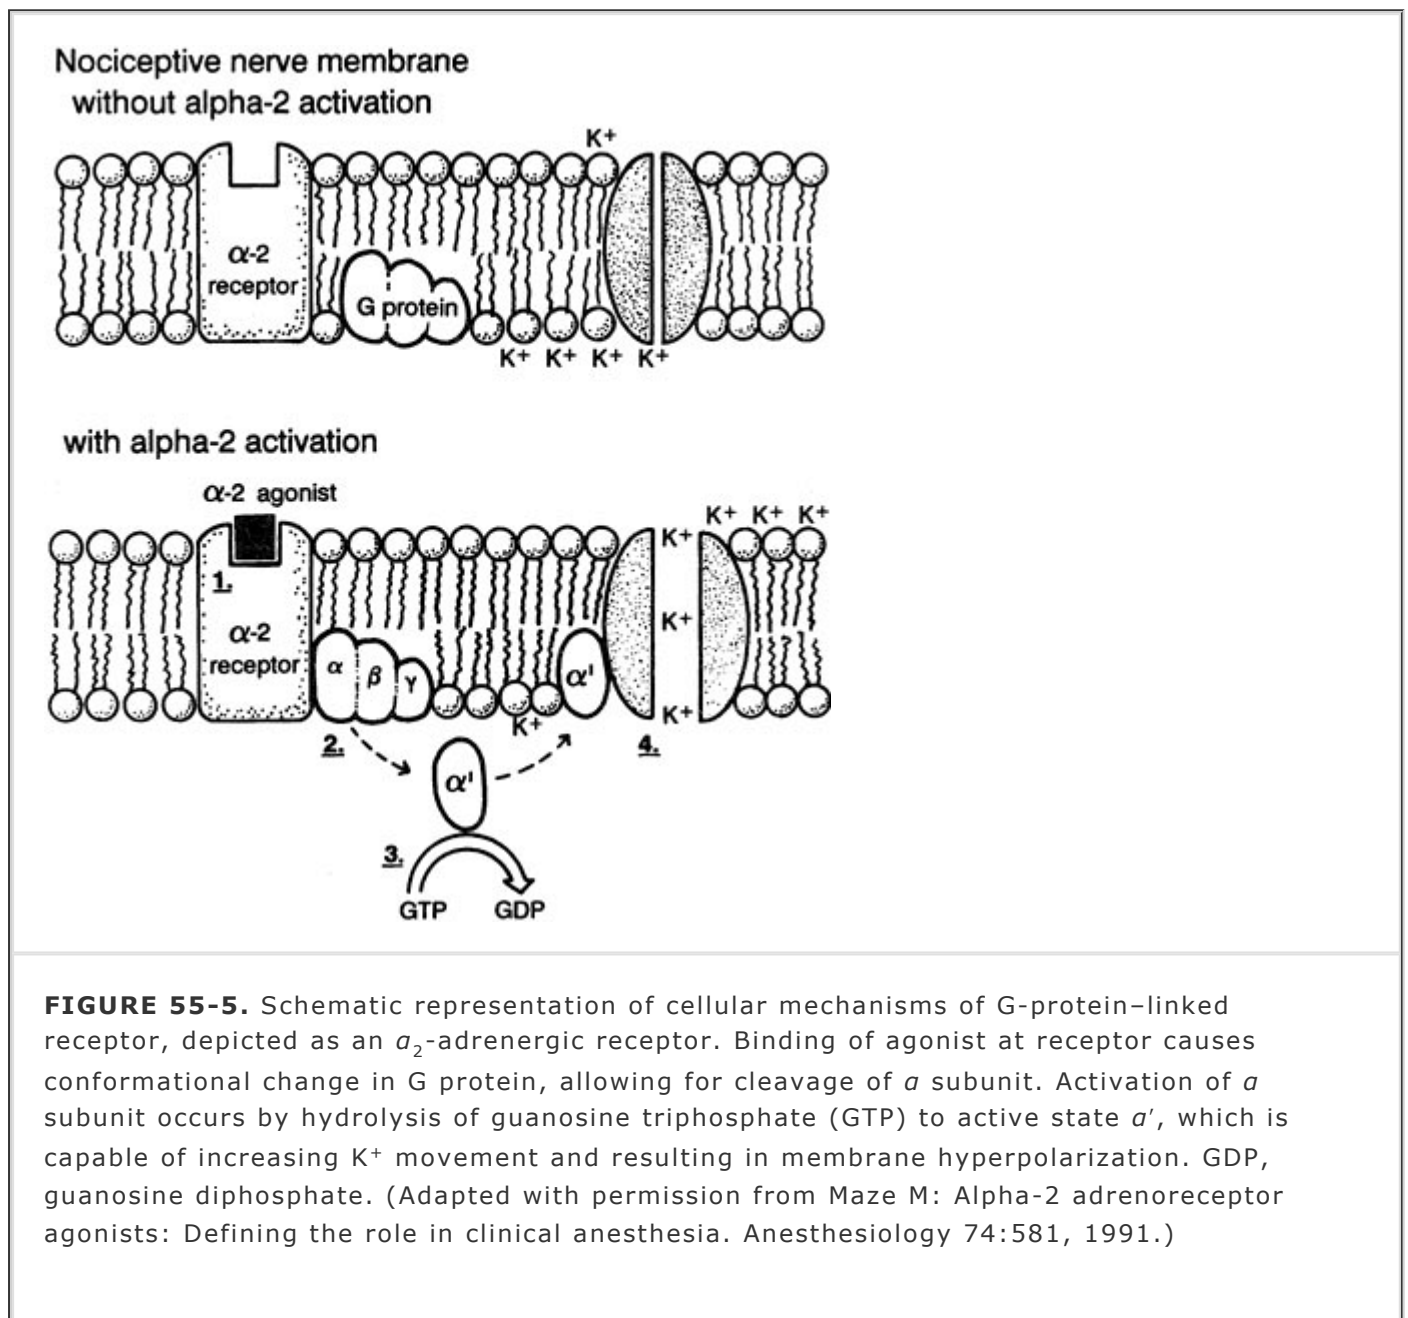 Nociceptive nerve membrane
without alpha-2 activation
K+
α-2
receptor
G protein
K+ K+ K+ K+
with alpha-2 activation
α-2 agonist
K+ K+ K+
K+
1.
α-2
receptor
α β γ
α'
K+
K+
K+
2.
4.
α'
3.
GTP GDP
FIGURE 55-5. Schematic representation of cellular mechanisms of G-protein–linked
receptor, depicted as an α₂-adrenergic receptor. Binding of agonist at receptor causes
conformational change in G protein, allowing for cleavage of α subunit. Activation of α
subunit occurs by hydrolysis of guanosine triphosphate (GTP) to active state α′, which is
capable of increasing K⁺ movement and resulting in membrane hyperpolarization. GDP,
guanosine diphosphate. (Adapted with permission from Maze M: Alpha-2 adrenoreceptor
agonists: Defining the role in clinical anesthesia. Anesthesiology 74:581, 1991.)